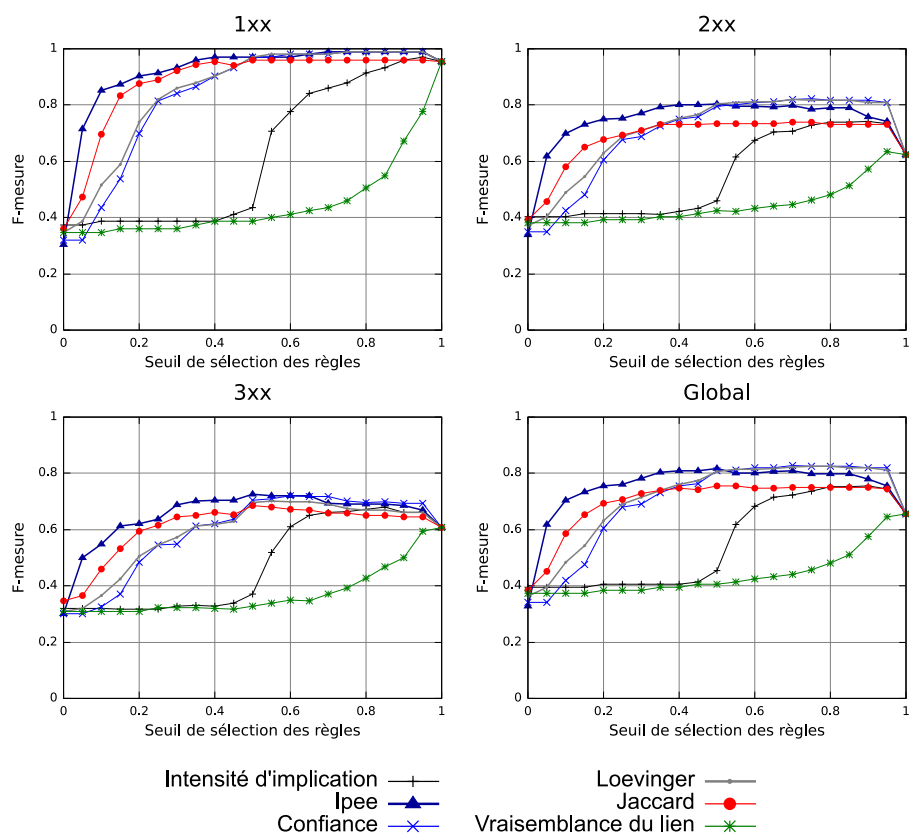 1xx
1
0.8
0.6
0.4
0.2
0
F-mesure
0 0.2 0.4 0.6 0.8 1
Seuil de sélection des règles
2xx
1
0.8
0.6
0.4
0.2
0
F-mesure
0 0.2 0.4 0.6 0.8 1
Seuil de sélection des règles
3xx
1
0.8
0.6
0.4
0.2
0
F-mesure
0 0.2 0.4 0.6 0.8 1
Seuil de sélection des règles
Global
1
0.8
0.6
0.4
0.2
0
F-mesure
0 0.2 0.4 0.6 0.8 1
Seuil de sélection des règles
Intensité d'implication
Ipee
Confiance
Loevinger
Jaccard
Vraisemblance du lien